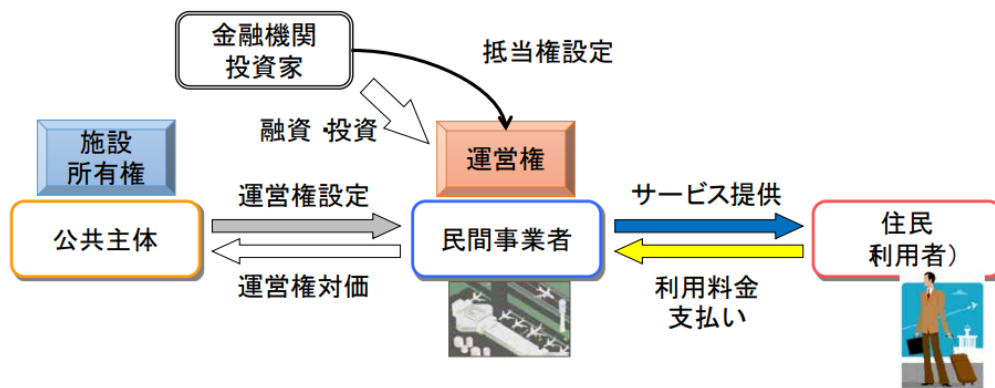 金融機関
投資家
抵当権設定
融資・投資
施設
所有権
運営権
運営権設定
サービス提供
公共主体
民間事業者
住民
利用者）
運営権対価
利用料金
支払い